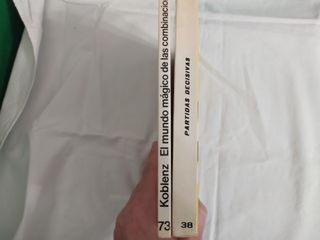 73 Koblenz El mundo mágico de las combinacio
38 PARTIDAS DECISIVAS